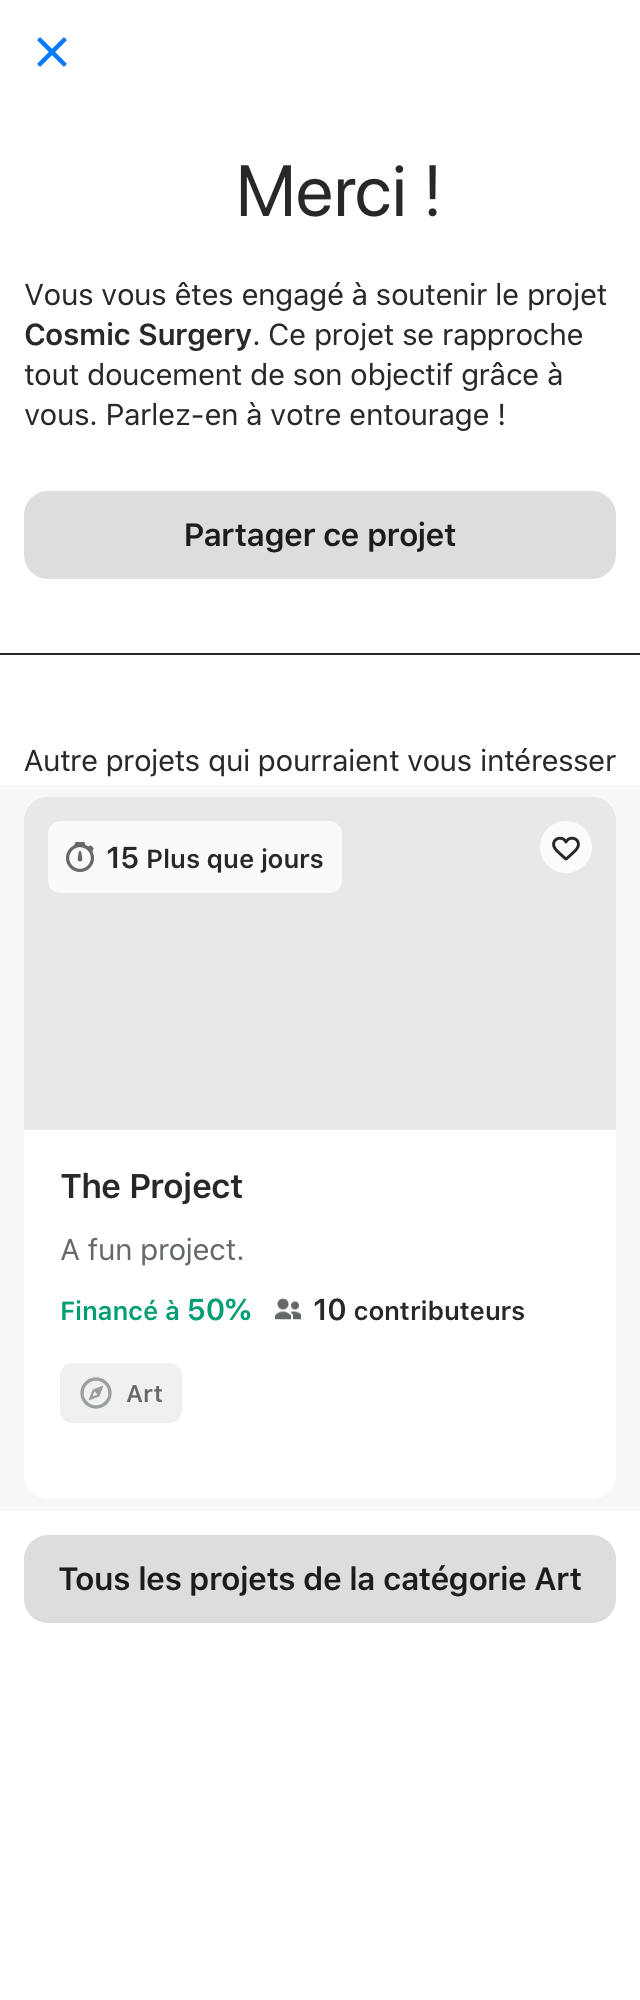 Merci !
Vous vous êtes engagé à soutenir le projet
Cosmic Surgery. Ce projet se rapproche
tout doucement de son objectif grâce à
vous. Parlez-en à votre entourage !
Partager ce projet
Autre projets qui pourraient vous intéresser
15 Plus que jours
The Project
A fun project.
Financé à 50% 10 contributeurs
Art
Tous les projets de la catégorie Art